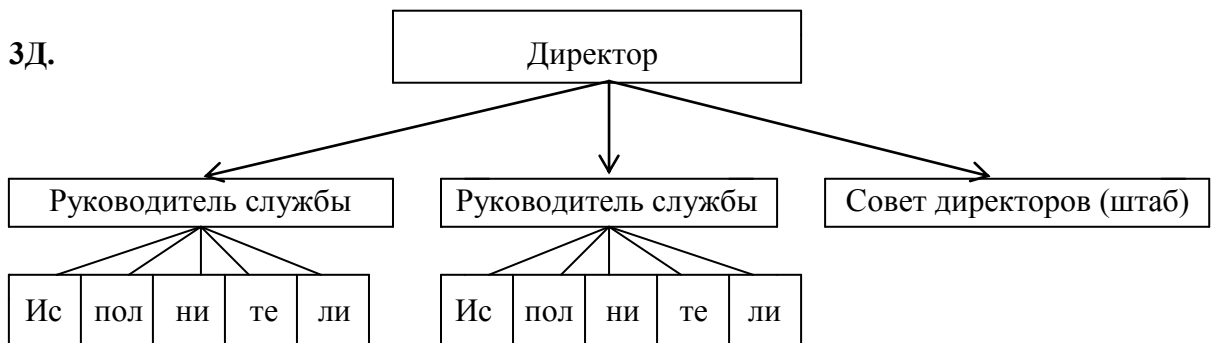 3Д.
Директор
Руководитель службы
Руководитель службы
Совет директоров (штаб)
Ис пол ни те ли
Ис пол ни те ли